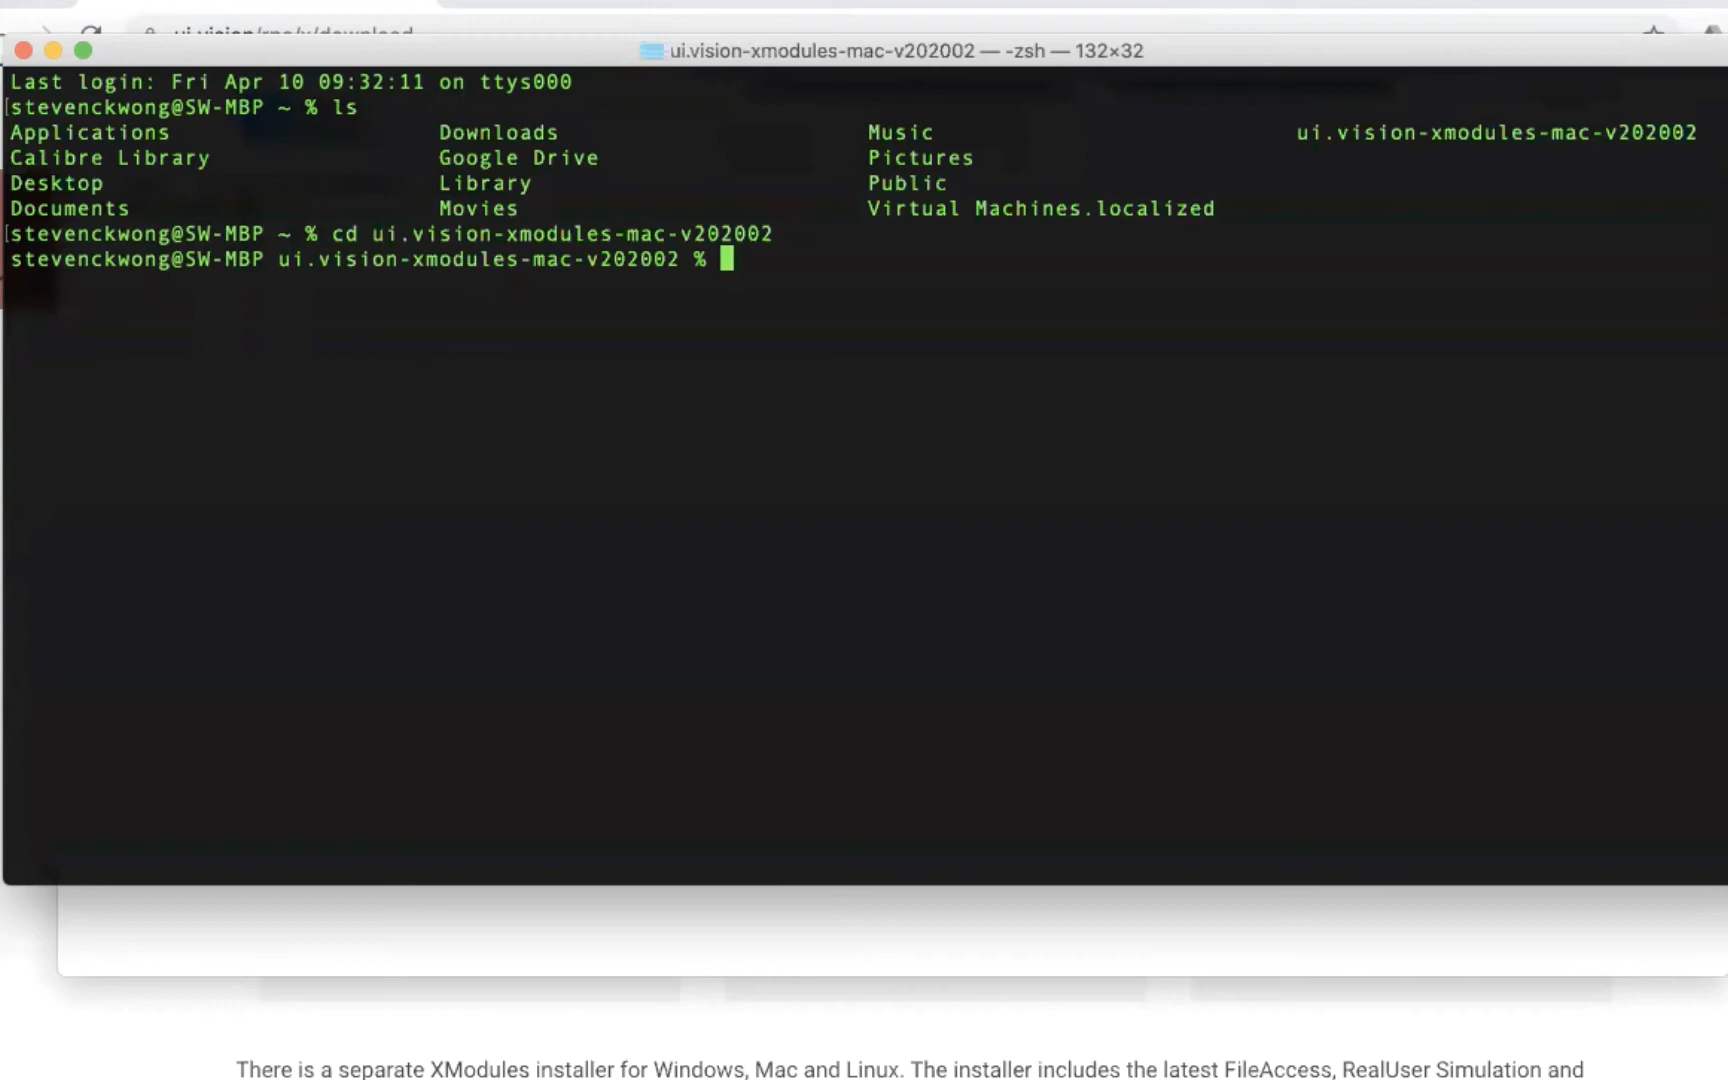 ui.vision/rpa/x/download
ui.vision-xmodules-mac-v202002 — -zsh — 132×32
Last login: Fri Apr 10 09:32:11 on ttys000
[stevenckwong@SW-MBP ~ % ls
Applications Downloads Music ui.vision-xmodules-mac-v202002
Calibre Library Google Drive Pictures
Desktop Library Public
Documents Movies Virtual Machines.localized
[stevenckwong@SW-MBP ~ % cd ui.vision-xmodules-mac-v202002
stevenckwong@SW-MBP ui.vision-xmodules-mac-v202002 %
There is a separate XModules installer for Windows, Mac and Linux. The installer includes the latest FileAccess, RealUser Simulation and